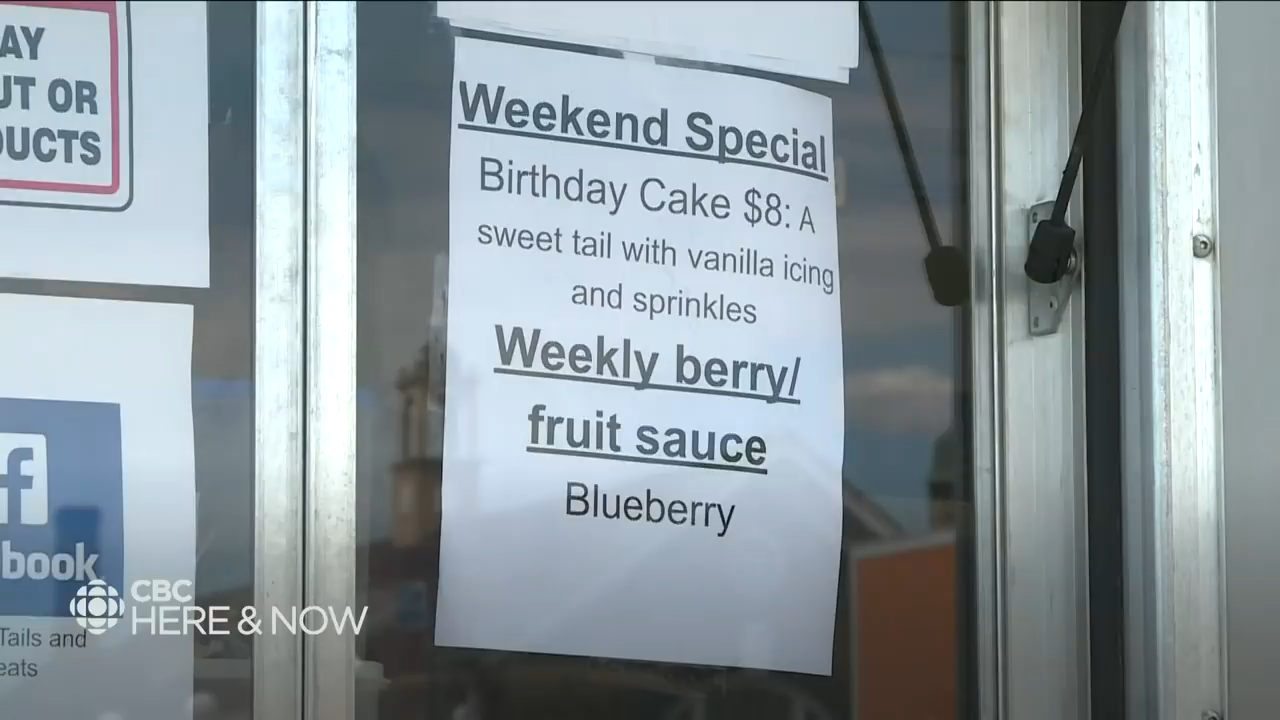 AY
UT OR
DUCTS
Weekend Special
Birthday Cake $8: A
sweet tail with vanilla icing
and sprinkles
Weekly berry/
fruit sauce
Blueberry
f
book
Tails and
eats
CBC
HERE & NOW